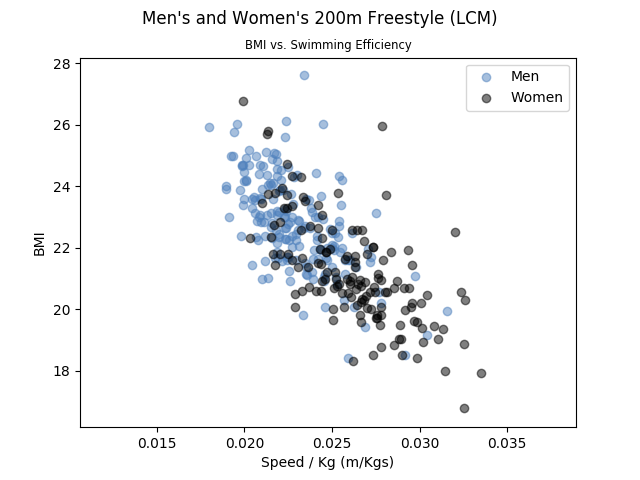 Men's and Women's 200m Freestyle (LCM)
BMI vs. Swimming Efficiency
Men
Women
28
26
24
22
20
18
BMI
0.015 0.020 0.025 0.030 0.035
Speed / Kg (m/Kgs)